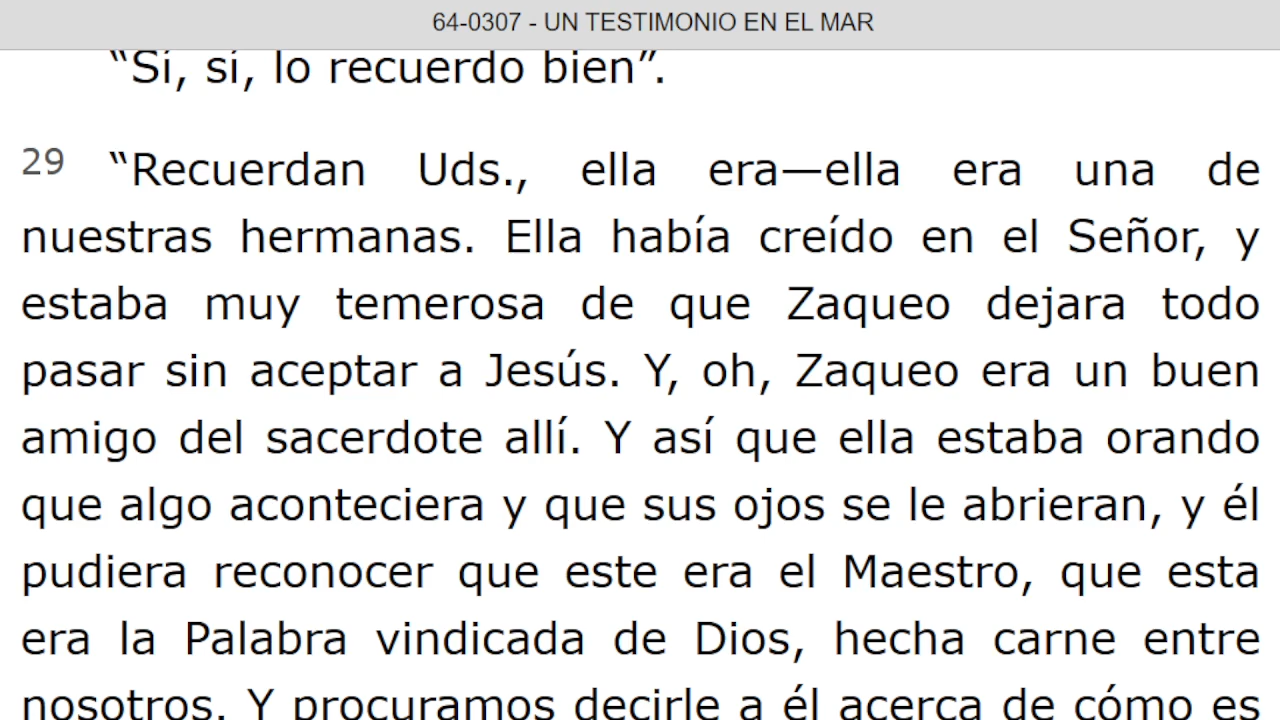 64-0307 - UN TESTIMONIO EN EL MAR
“Sí, sí, lo recuerdo bien”.
29 “Recuerdan Uds., ella era—ella era una de
nuestras hermanas. Ella había creído en el Señor, y
estaba muy temerosa de que Zaqueo dejara todo
pasar sin aceptar a Jesús. Y, oh, Zaqueo era un buen
amigo del sacerdote allí. Y así que ella estaba orando
que algo aconteciera y que sus ojos se le abrieran, y él
pudiera reconocer que este era el Maestro, que esta
era la Palabra vindicada de Dios, hecha carne entre
nosotros. Y procuramos decirle a él acerca de cómo es